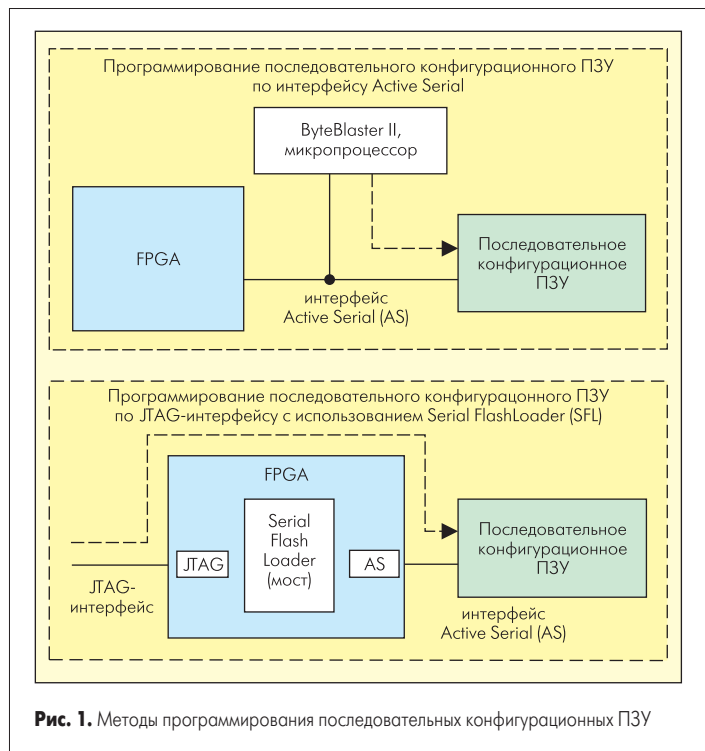 Программирование последовательного конфигурационного ПЗУ
по интерфейсу Active Serial
ByteBlaster II,
микропроцессор
FPGA
Последовательное
конфигурационное
ПЗУ
интерфейс
Active Serial (AS)
Программирование последовательного конфигурацонного ПЗУ
по JTAG-интерфейсу с использованием Serial FlashLoader (SFL)
FPGA
Serial
Flash
Loader
(мост)
JTAG
AS
Последовательное
конфигурационное
ПЗУ
JTAG-
интерфейс
интерфейс
Active Serial (AS)
Рис. 1. Методы программирования последовательных конфигурационных ПЗУ